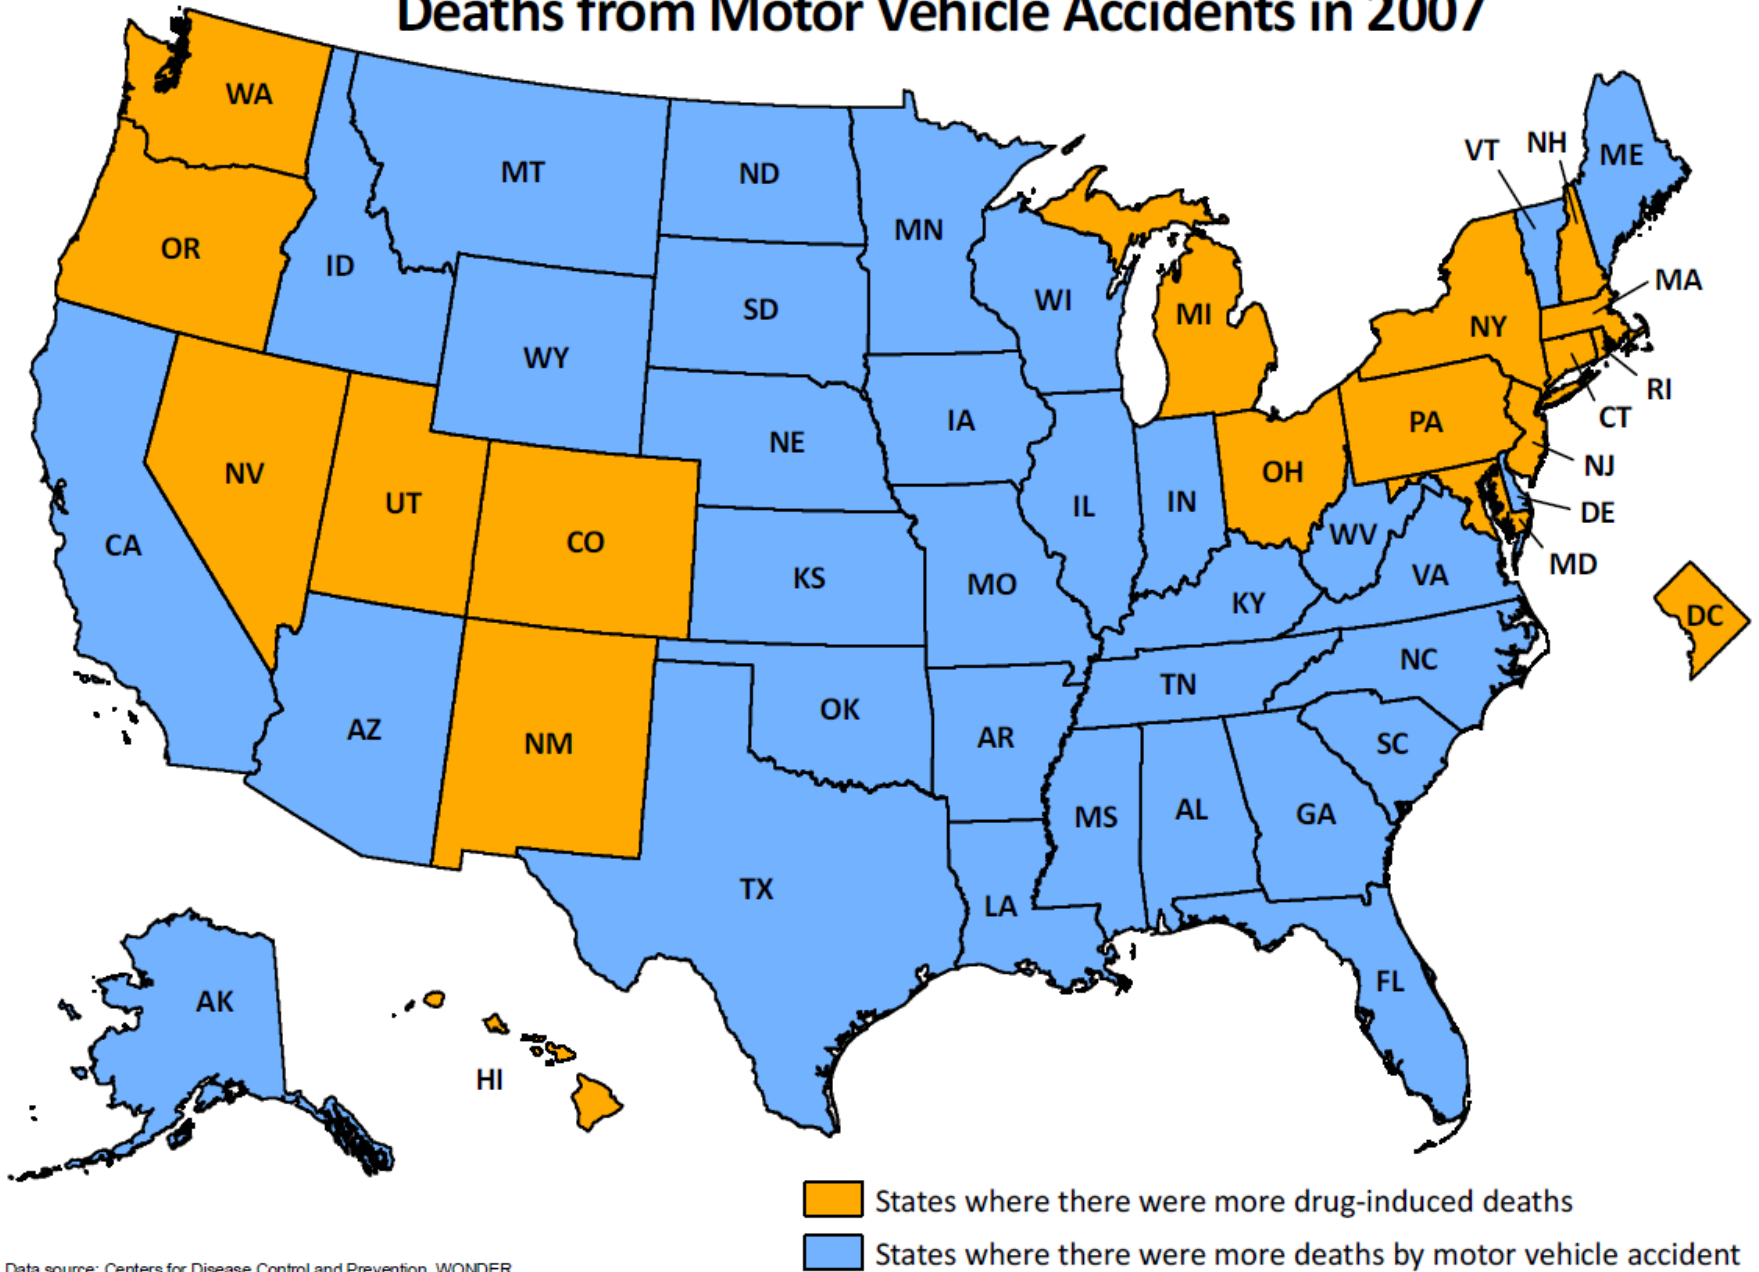 Deaths from Motor Vehicle Accidents in 2007
WA
MT
ND
MN
VT
NH
ME
OR
ID
SD
WI
MI
NY
MA
WY
RI
CT
NE
IA
PA
NJ
NV
UT
CO
IL
IN
OH
DE
CA
KS
MO
WV
VA
MD
KY
DC
NC
TN
AZ
NM
OK
AR
SC
MS
AL
GA
TX
LA
FL
AK
HI
States where there were more drug-induced deaths
States where there were more deaths by motor vehicle accident
Data source: Centers for Disease Control and Prevention, WONDER